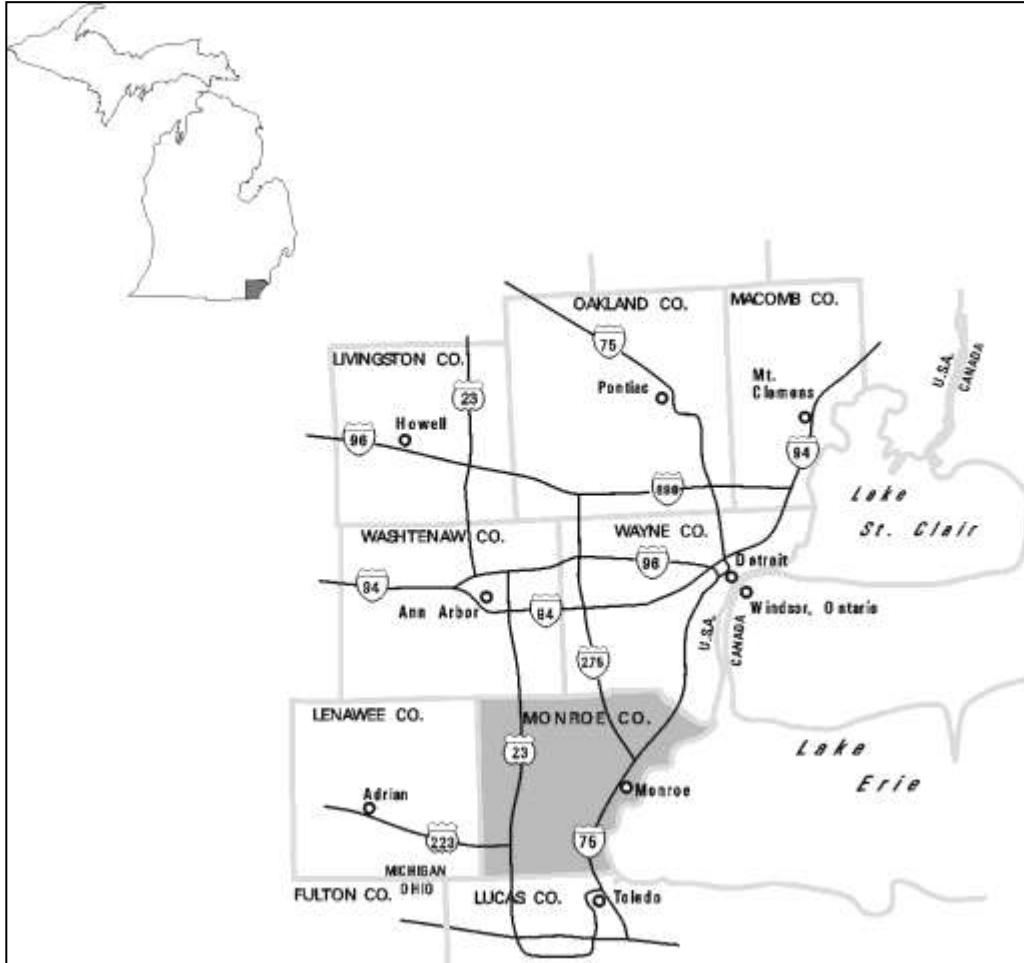 OAKLAND CO.
MACOMB CO.
75
LIVINGSTON CO.
U.S.A.
CANADA
Mt.
Clemens
Pontiac
23
Howell
96
94
696
Lake
St. Clair
WASHTENAW CO.
WAYNE CO.
96
Detroit
94
Ann Arbor
94
Windsor, Ontario
U.S.A.
CANADA
275
LENAWEE CO.
MONROE CO.
23
Lake
Erie
Adrian
Monroe
223
75
MICHIGAN
OHIO
FULTON CO.
LUCAS CO.
Toledo